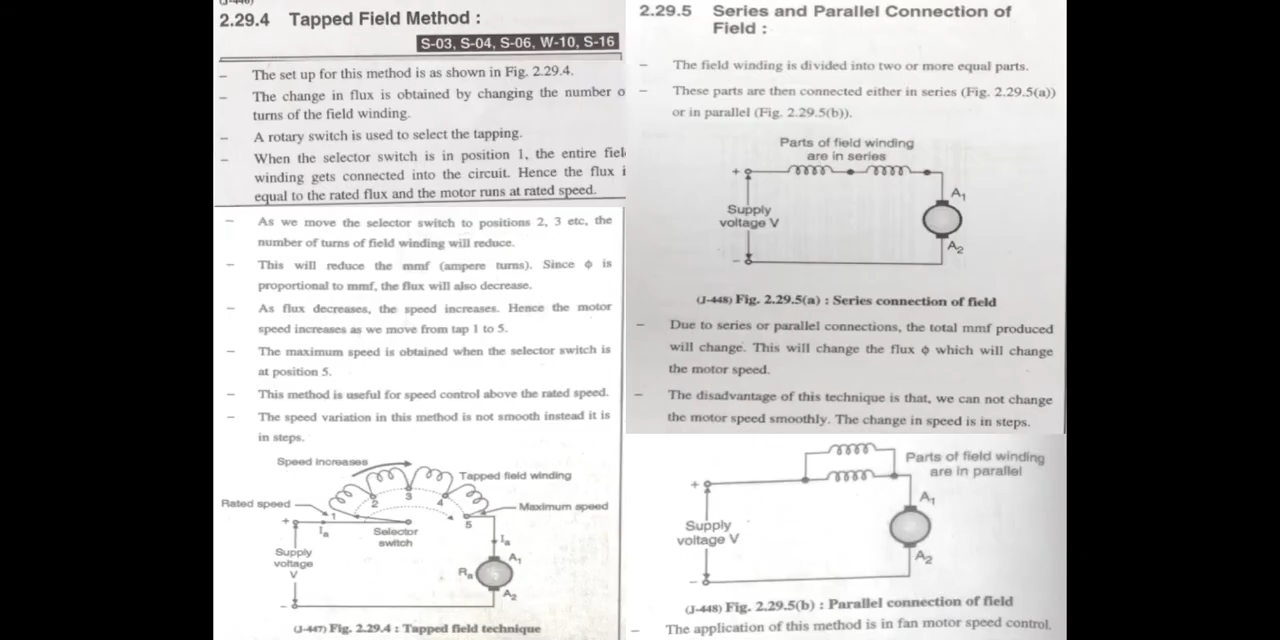 2.29.4 Tapped Field Method :
S-03, S-04, S-06, W-10, S-16
– The set up for this method is as shown in Fig. 2.29.4.
– The change in flux is obtained by changing the number o
turns of the field winding.
– A rotary switch is used to select the tapping.
– When the selector switch is in position 1, the entire fiel
winding gets connected into the circuit. Hence the flux i
equal to the rated flux and the motor runs at rated speed.
– As we move the selector switch to positions 2, 3 etc, the
number of turns of field winding will reduce.
– This will reduce the mmf (ampere turns). Since ϕ is
proportional to mmf, the flux will also decrease.
– As flux decreases, the speed increases. Hence the motor
speed increases as we move from tap 1 to 5.
– The maximum speed is obtained when the selector switch is
at position 5.
– This method is useful for speed control above the rated speed.
– The speed variation in this method is not smooth instead it is
in steps.
Speed increases
Tapped field winding
Rated speed
Maximum speed
1
2
3
4
5
+
Ia
Selector
switch
Supply
voltage
V
Ia
A1
Ra
A2
–
(J-447) Fig. 2.29.4 : Tapped field technique
2.29.5 Series and Parallel Connection of
Field :
– The field winding is divided into two or more equal parts.
– These parts are then connected either in series (Fig. 2.29.5(a))
or in parallel (Fig. 2.29.5(b)).
Parts of field winding
are in series
+
A1
Supply
voltage V
A2
–
(J-448) Fig. 2.29.5(a) : Series connection of field
– Due to series or parallel connections, the total mmf produced
will change. This will change the flux ϕ which will change
the motor speed.
– The disadvantage of this technique is that, we can not change
the motor speed smoothly. The change in speed is in steps.
Parts of field winding
are in parallel
+
A1
Supply
voltage V
A2
–
(J-448) Fig. 2.29.5(b) : Parallel connection of field
– The application of this method is in fan motor speed control.